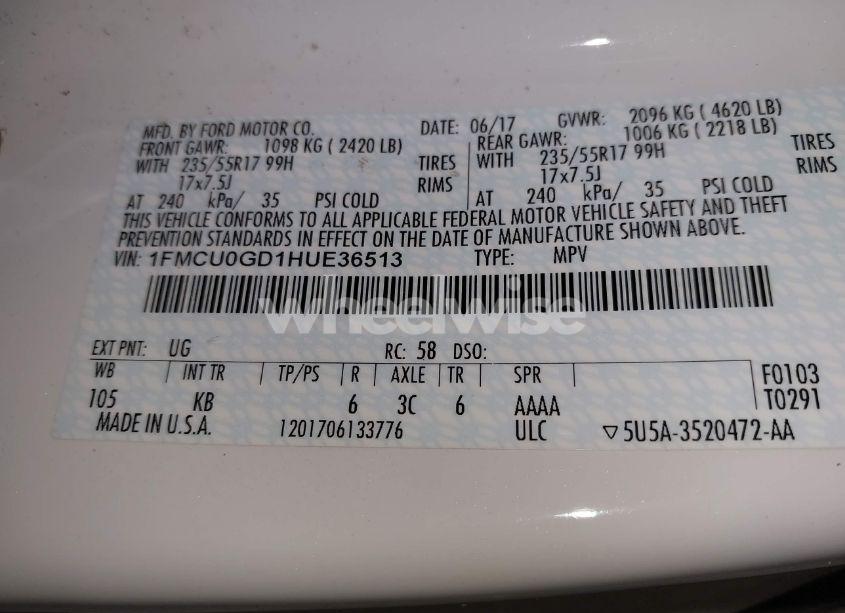 MFD. BY FORD MOTOR CO. DATE: 06/17 GVWR: 2096 KG ( 4620 LB)
FRONT GAWR: 1098 KG ( 2420 LB) REAR GAWR: 1006 KG ( 2218 LB)
WITH 235/55R17 99H TIRES WITH 235/55R17 99H TIRES
17x7.5J RIMS 17x7.5J RIMS
AT 240 kPa/ 35 PSI COLD AT 240 kPa/ 35 PSI COLD
THIS VEHICLE CONFORMS TO ALL APPLICABLE FEDERAL MOTOR VEHICLE SAFETY AND THEFT
PREVENTION STANDARDS IN EFFECT ON THE DATE OF MANUFACTURE SHOWN ABOVE.
VIN: 1FMCU0GD1HUE36513 TYPE: MPV
wheelwise
EXT PNT: UG RC: 58 DSO:
WB INT TR TP/PS R AXLE TR SPR F0103
105 KB 6 3C 6 AAAA T0291
MADE IN U.S.A. 1201706133776 ULC ▽5U5A-3520472-AA